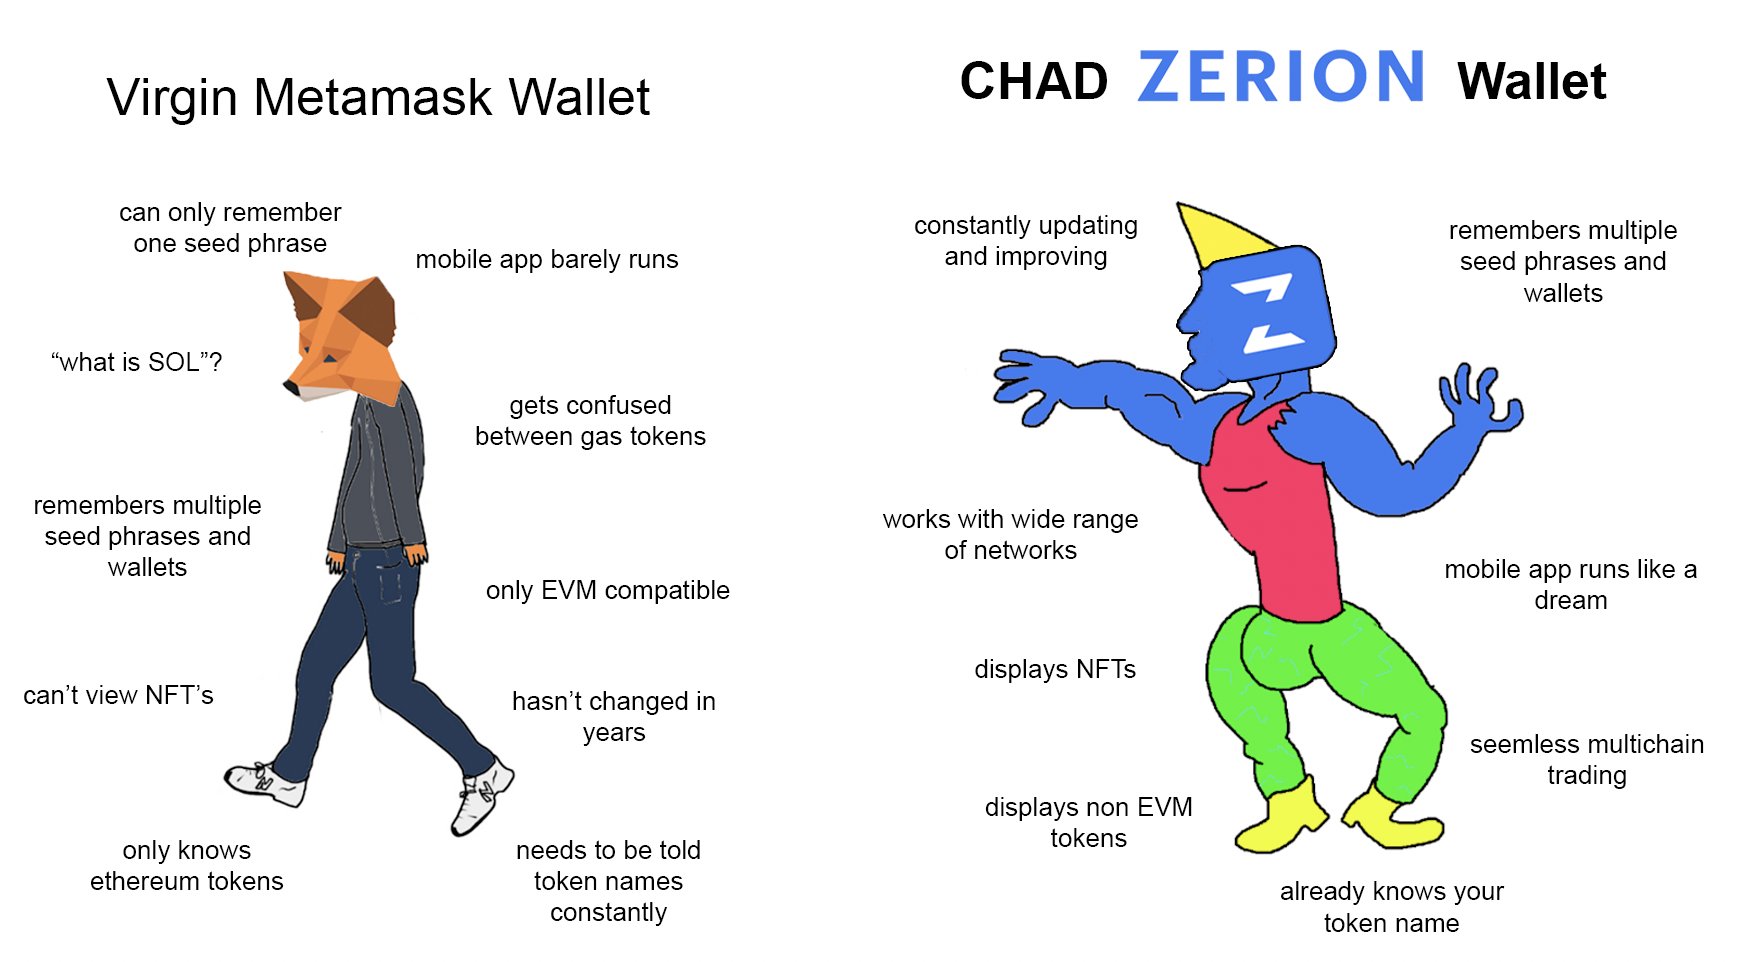 Virgin Metamask Wallet
can only remember
one seed phrase
mobile app barely runs
“what is SOL”?
gets confused
between gas tokens
remembers multiple
seed phrases and
wallets
only EVM compatible
can’t view NFT’s
hasn’t changed in
years
only knows
ethereum tokens
needs to be told
token names
constantly
CHAD ZERION Wallet
constantly updating
and improving
remembers multiple
seed phrases and
wallets
works with wide range
of networks
mobile app runs like a
dream
displays NFTs
seemless multichain
trading
displays non EVM
tokens
already knows your
token name